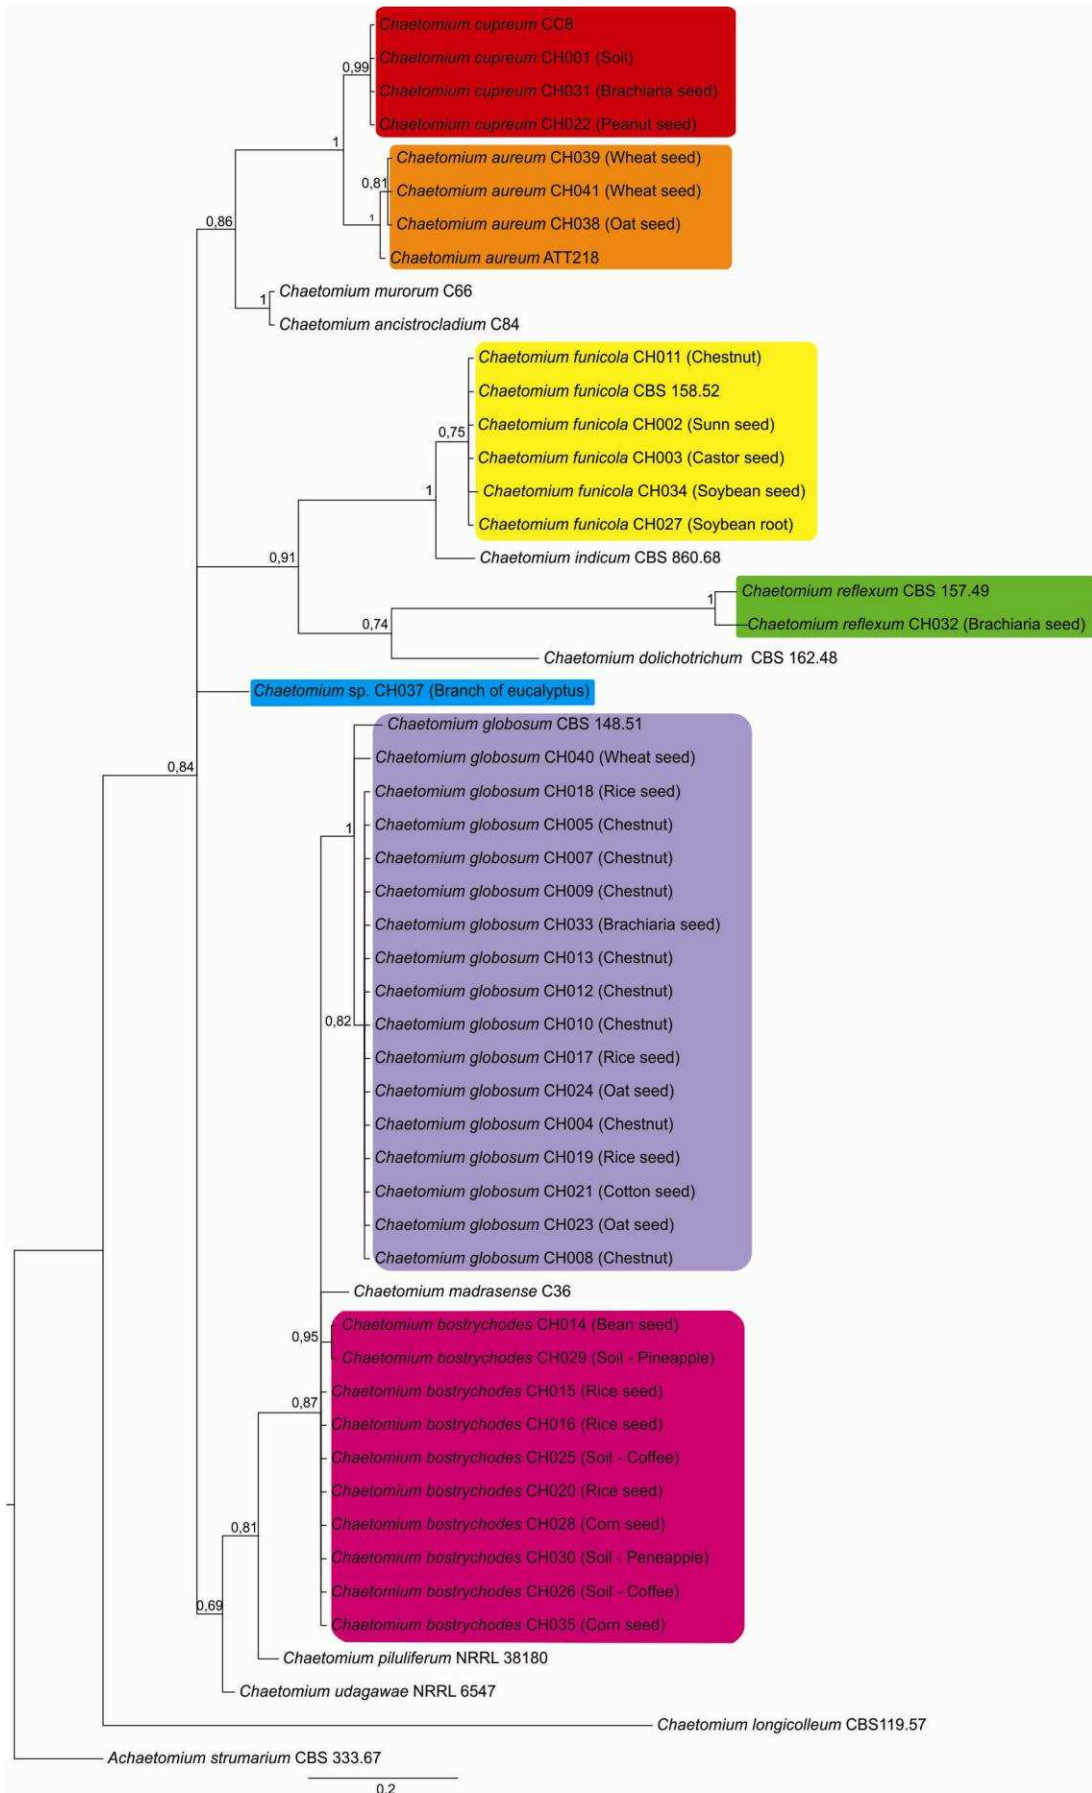 Chaetomium cupreum CC8
Chaetomium cupreum CH001 (Soil)
0,99
Chaetomium cupreum CH031 (Brachiaria seed)
Chaetomium cupreum CH022 (Peanut seed)
1
Chaetomium aureum CH039 (Wheat seed)
0,81
Chaetomium aureum CH041 (Wheat seed)
1
Chaetomium aureum CH038 (Oat seed)
0,86
Chaetomium aureum ATT218
Chaetomium murorum C66
1
Chaetomium ancistrocladium C84
Chaetomium funicola CH011 (Chestnut)
Chaetomium funicola CBS 158.52
Chaetomium funicola CH002 (Sunn seed)
0,75
Chaetomium funicola CH003 (Castor seed)
1
Chaetomium funicola CH034 (Soybean seed)
Chaetomium funicola CH027 (Soybean root)
0,91
Chaetomium indicum CBS 860.68
Chaetomium reflexum CBS 157.49
1
Chaetomium reflexum CH032 (Brachiaria seed)
0,74
Chaetomium dolichotrichum CBS 162.48
Chaetomium sp. CH037 (Branch of eucalyptus)
Chaetomium globosum CBS 148.51
Chaetomium globosum CH040 (Wheat seed)
0,84
Chaetomium globosum CH018 (Rice seed)
Chaetomium globosum CH005 (Chestnut)
1
Chaetomium globosum CH007 (Chestnut)
Chaetomium globosum CH009 (Chestnut)
Chaetomium globosum CH033 (Brachiaria seed)
Chaetomium globosum CH013 (Chestnut)
Chaetomium globosum CH012 (Chestnut)
0,82
Chaetomium globosum CH010 (Chestnut)
Chaetomium globosum CH017 (Rice seed)
Chaetomium globosum CH024 (Oat seed)
Chaetomium globosum CH004 (Chestnut)
Chaetomium globosum CH019 (Rice seed)
Chaetomium globosum CH021 (Cotton seed)
Chaetomium globosum CH023 (Oat seed)
Chaetomium globosum CH008 (Chestnut)
Chaetomium madrasense C36
Chaetomium bostrychodes CH014 (Bean seed)
0,95
Chaetomium bostrychodes CH029 (Soil - Pineapple)
Chaetomium bostrychodes CH015 (Rice seed)
0,87
Chaetomium bostrychodes CH016 (Rice seed)
Chaetomium bostrychodes CH025 (Soil - Coffee)
Chaetomium bostrychodes CH020 (Rice seed)
Chaetomium bostrychodes CH028 (Corn seed)
0,81
Chaetomium bostrychodes CH030 (Soil - Peneapple)
Chaetomium bostrychodes CH026 (Soil - Coffee)
0,69
Chaetomium bostrychodes CH035 (Corn seed)
Chaetomium piluliferum NRRL 38180
Chaetomium udagawae NRRL 6547
Chaetomium longicolleum CBS119.57
Achaetomium strumarium CBS 333.67
0.2